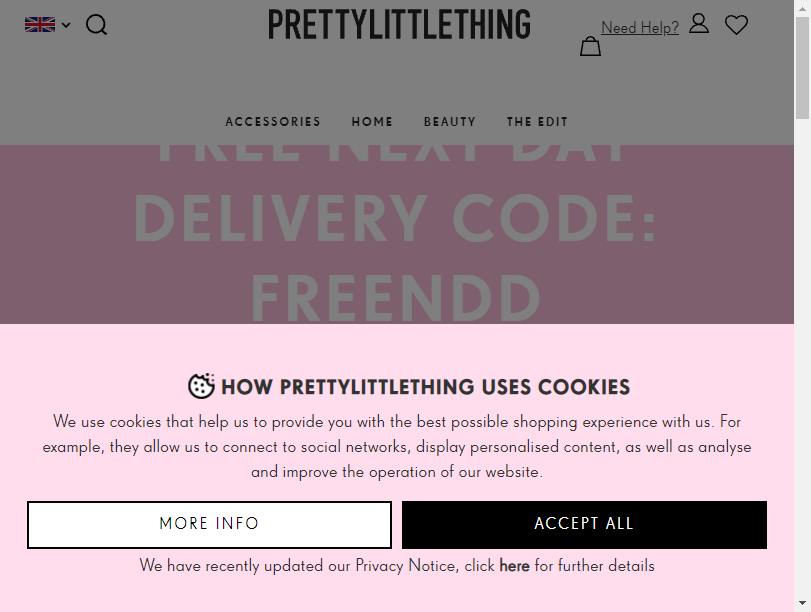 PRETTYLITTLETHING
Need Help?
ACCESSORIES HOME BEAUTY THE EDIT
FREE NEXT DAY
DELIVERY CODE:
FREENDD
HOW PRETTYLITTLETHING USES COOKIES
We use cookies that help us to provide you with the best possible shopping experience with us. For
example, they allow us to connect to social networks, display personalised content, as well as analyse
and improve the operation of our website.
MORE INFO ACCEPT ALL
We have recently updated our Privacy Notice, click here for further details